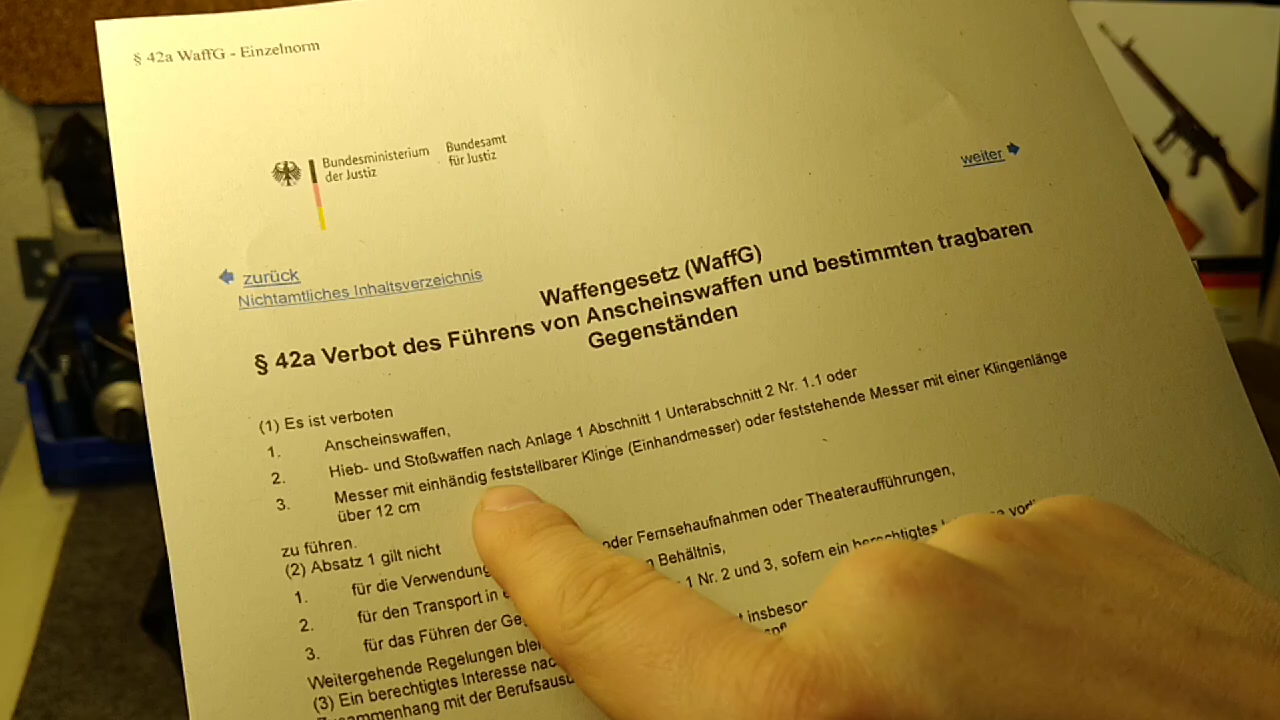 § 42a WaffG - Einzelnorm
Bundesministerium
der Justiz
Bundesamt
für Justiz
weiter
zurück
Nichtamtliches Inhaltsverzeichnis
Waffengesetz (WaffG)
§ 42a Verbot des Führens von Anscheinswaffen und bestimmten tragbaren
Gegenständen
(1) Es ist verboten
1. Anscheinswaffen,
2. Hieb- und Stoßwaffen nach Anlage 1 Abschnitt 1 Unterabschnitt 2 Nr. 1.1 oder
3. Messer mit einhändig feststellbarer Klinge (Einhandmesser) oder feststehende Messer mit einer Klingenlänge
über 12 cm
zu führen.
(2) Absatz 1 gilt nicht
1. für die Verwendung oder Fernsehaufnahmen oder Theateraufführungen,
2. für den Transport in Behältnis,
3. für das Führen der 1 Nr. 2 und 3, sofern ein berechtigtes
Weitergehende Regelungen
(3) Ein berechtigtes Interesse
mit der